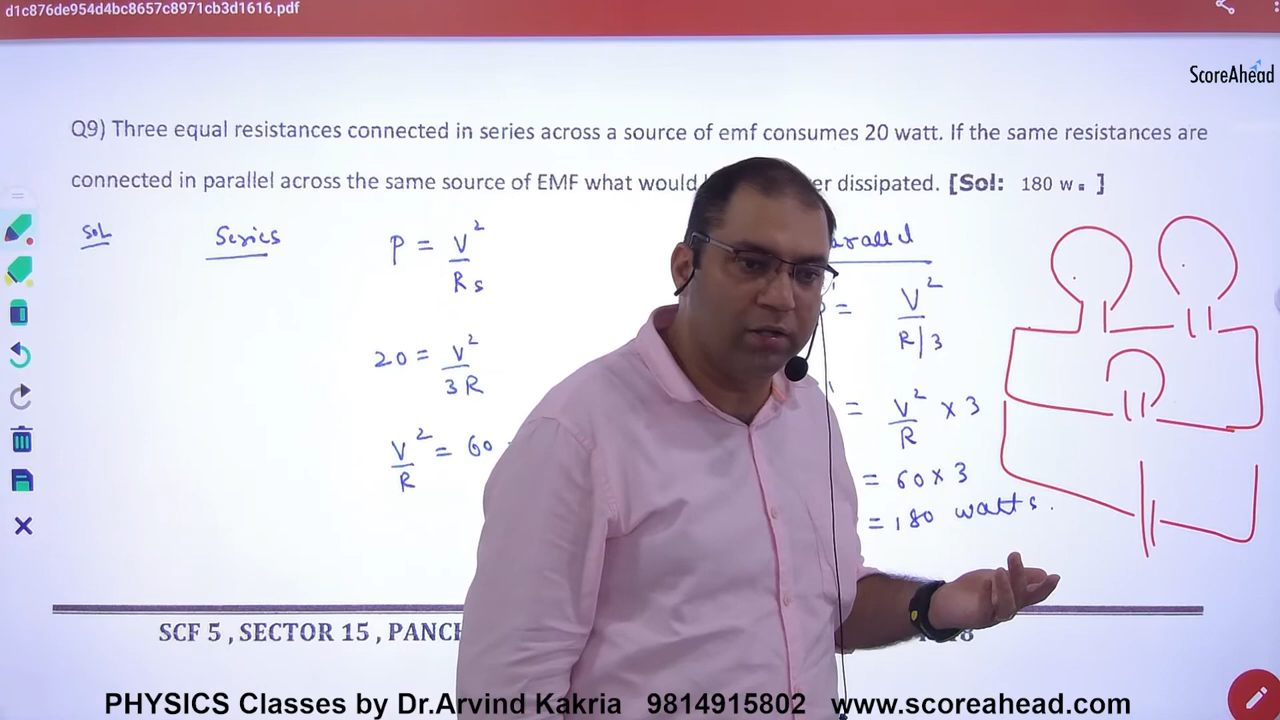 d1c876de954d4bc8657c8971cb3d1616.pdf
ScoreAhead
Q9) Three equal resistances connected in series across a source of emf consumes 20 watt. If the same resistances are
connected in parallel across the same source of EMF what would er dissipated. [Sol: 180 w. ]
Sol Series
P = V²/Rs
20 = V²/3R
V²/R = 60
arallel
' = V²/R/3
' = V²/R × 3
= 60 × 3
= 180 watts.
SCF 5 , SECTOR 15 , PANCH
PHYSICS Classes by Dr.Arvind Kakria 9814915802 www.scoreahead.com